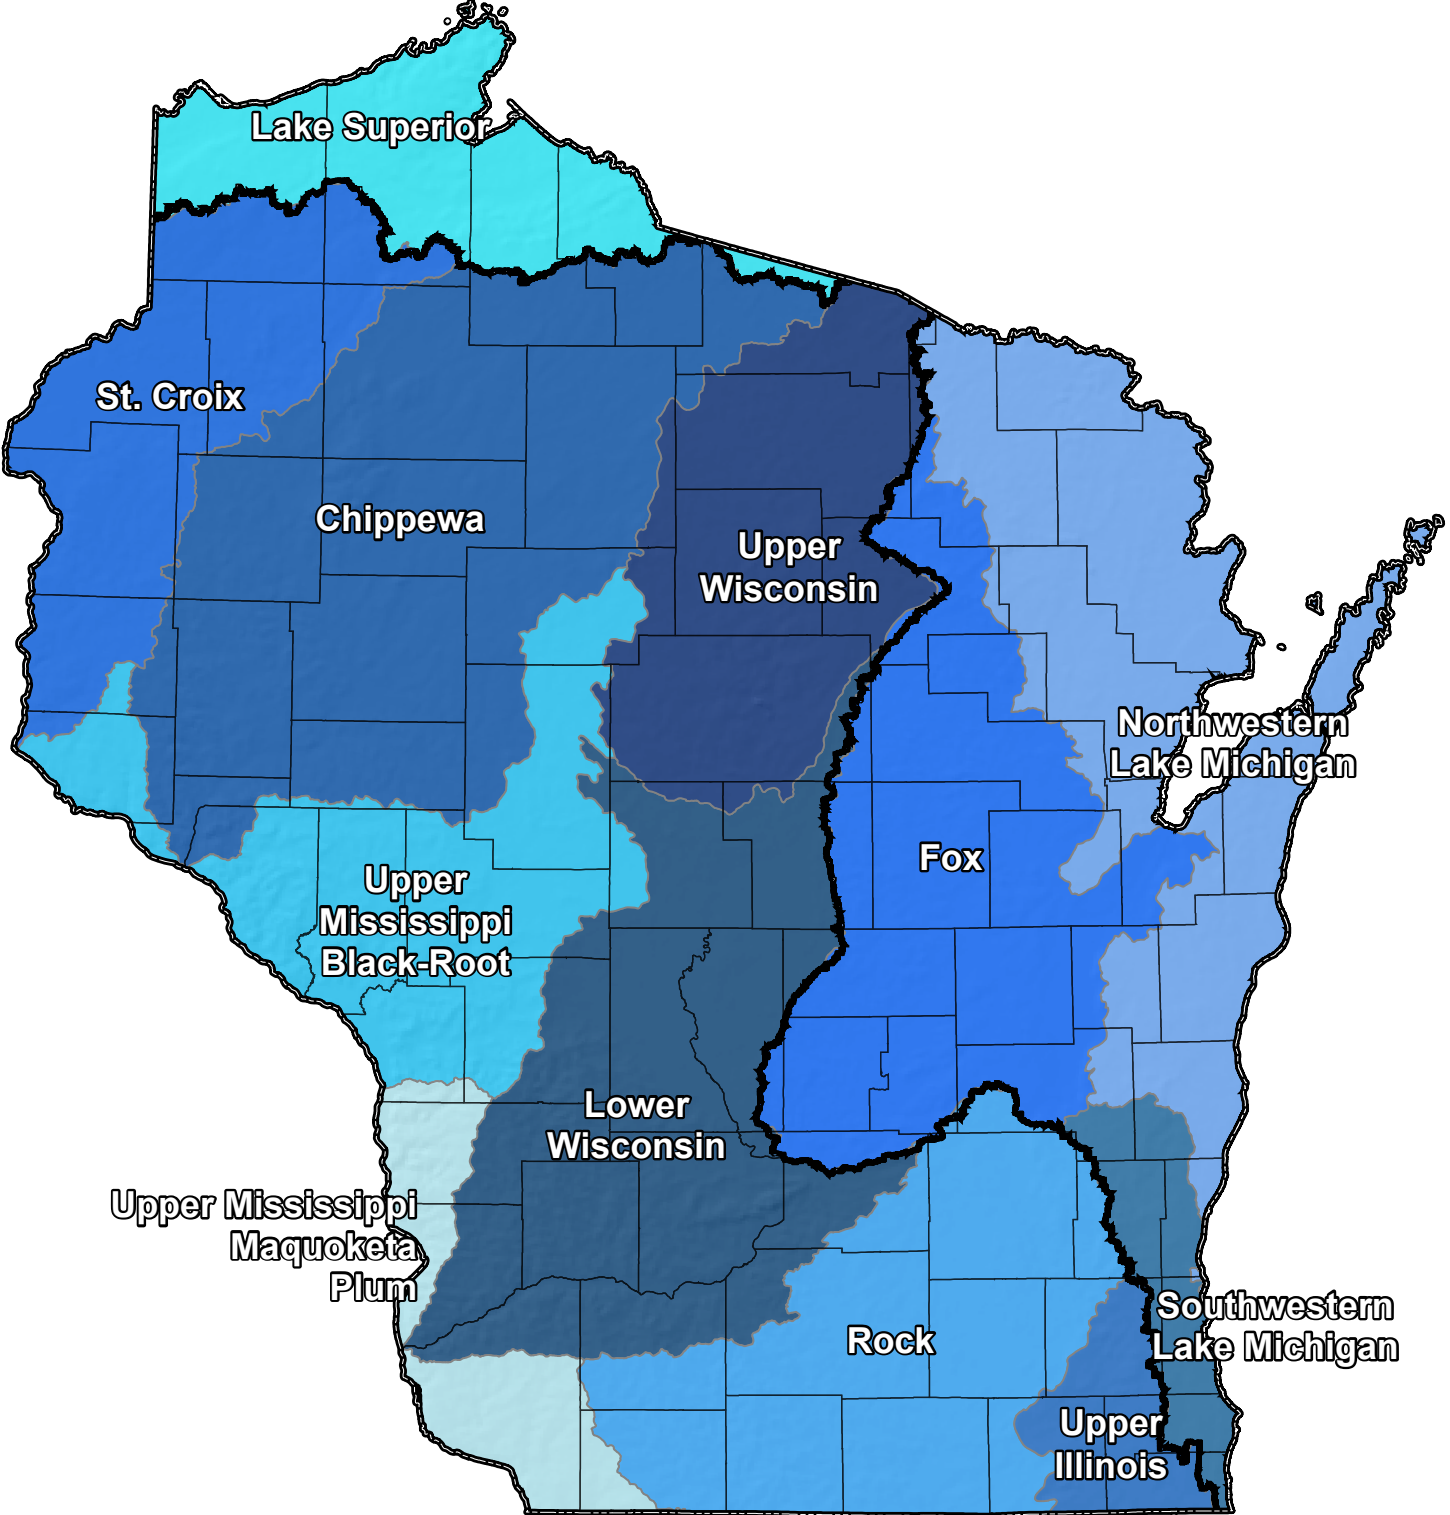 Lake Superior
St. Croix
Chippewa
Upper
Wisconsin
Northwestern
Lake Michigan
Fox
Upper
Mississippi
Black-Root
Lower
Wisconsin
Upper Mississippi
Maquoketa
Plum
Southwestern
Lake Michigan
Rock
Upper
Illinois